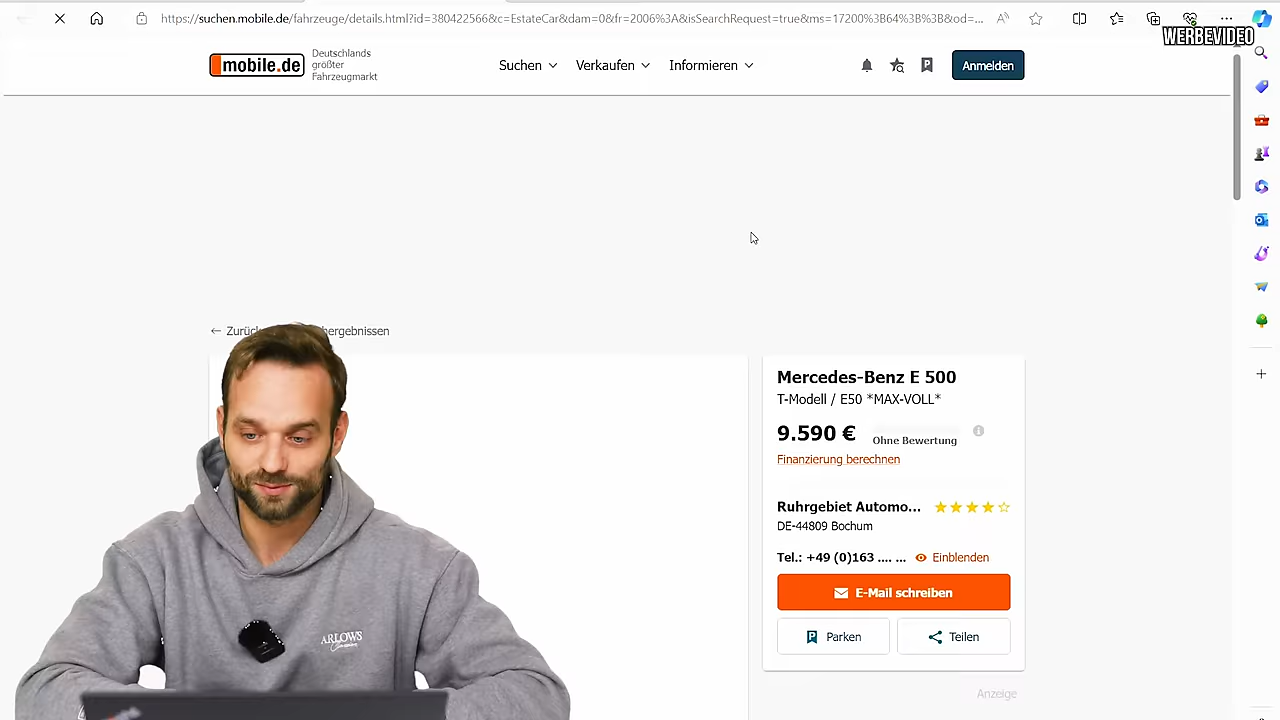 https://suchen.mobile.de/fahrzeuge/details.html?id=380422566&c=EstateCar&dam=0&fr=2006%3A&isSearchRequest=true&ms=17200%3B64%3B%3B&od=...
WERBEVIDEO
mobile.de
Deutschlands
größter
Fahrzeugmarkt
Suchen
Verkaufen
Informieren
Anmelden
← Zurück hergebnissen
Mercedes-Benz E 500
T-Modell / E50 *MAX-VOLL*
9.590 €
Ohne Bewertung
Finanzierung berechnen
Ruhrgebiet Automo...
DE-44809 Bochum
Tel.: +49 (0)163 .... ...
Einblenden
E-Mail schreiben
Parken
Teilen
Anzeige
ARLOWS